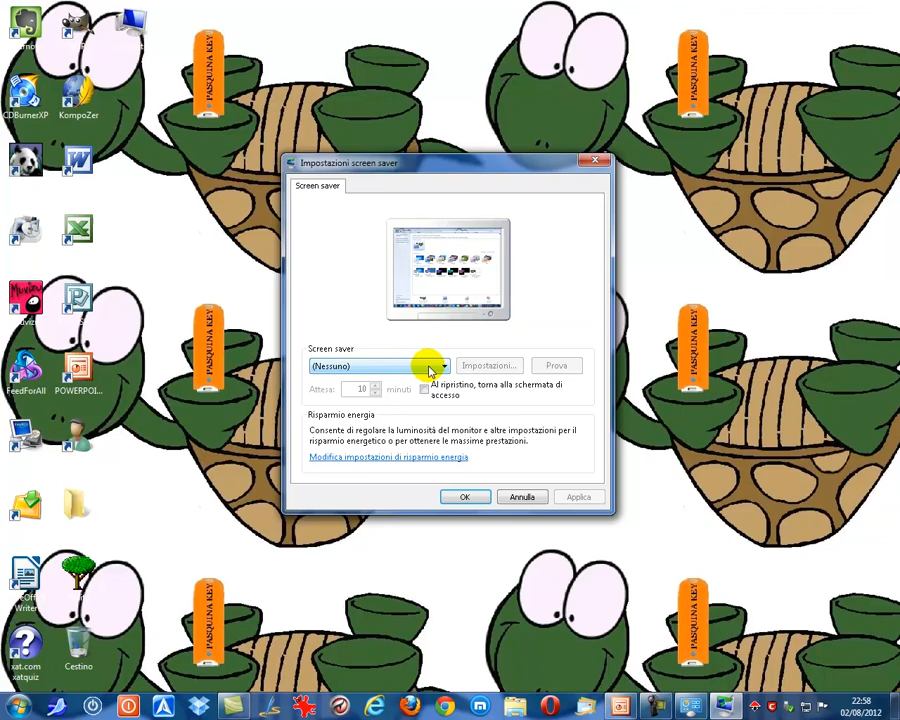 Impostazioni screen saver
Screen saver
Screen saver
(Nessuno)
Impostazioni...
Prova
Attesa:
10
minuti
Al ripristino, torna alla schermata di
accesso
Risparmio energia
Consente di regolare la luminosità del monitor e altre impostazioni per il
risparmio energetico o per ottenere le massime prestazioni.
Modifica impostazioni di risparmio energia
OK
Annulla
Applica
PASQUINA KEY
PASQUINA KEY
PASQUINA KEY
PASQUINA KEY
PASQUINA KEY
PASQUINA KEY
CDBurnerXP
KompoZer
FeedForAll
POWERPOI...
Writer
xat.com
xatquiz
Cestino
22:58
02/08/2012